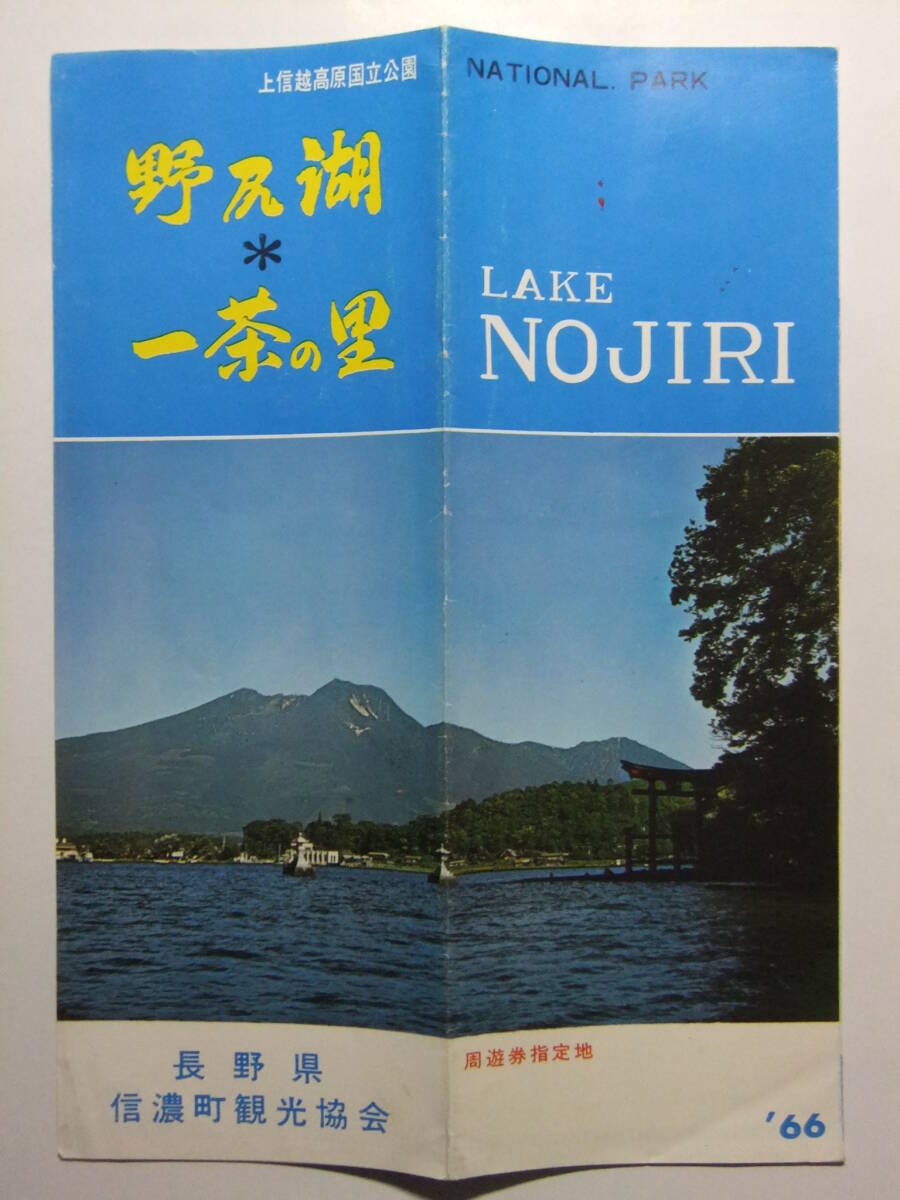 上信越高原国立公園
野尻湖
*
一茶の里
長野県
信濃町観光協会
NATIONAL. PARK
LAKE
NOJIRI
周遊券指定地
'66